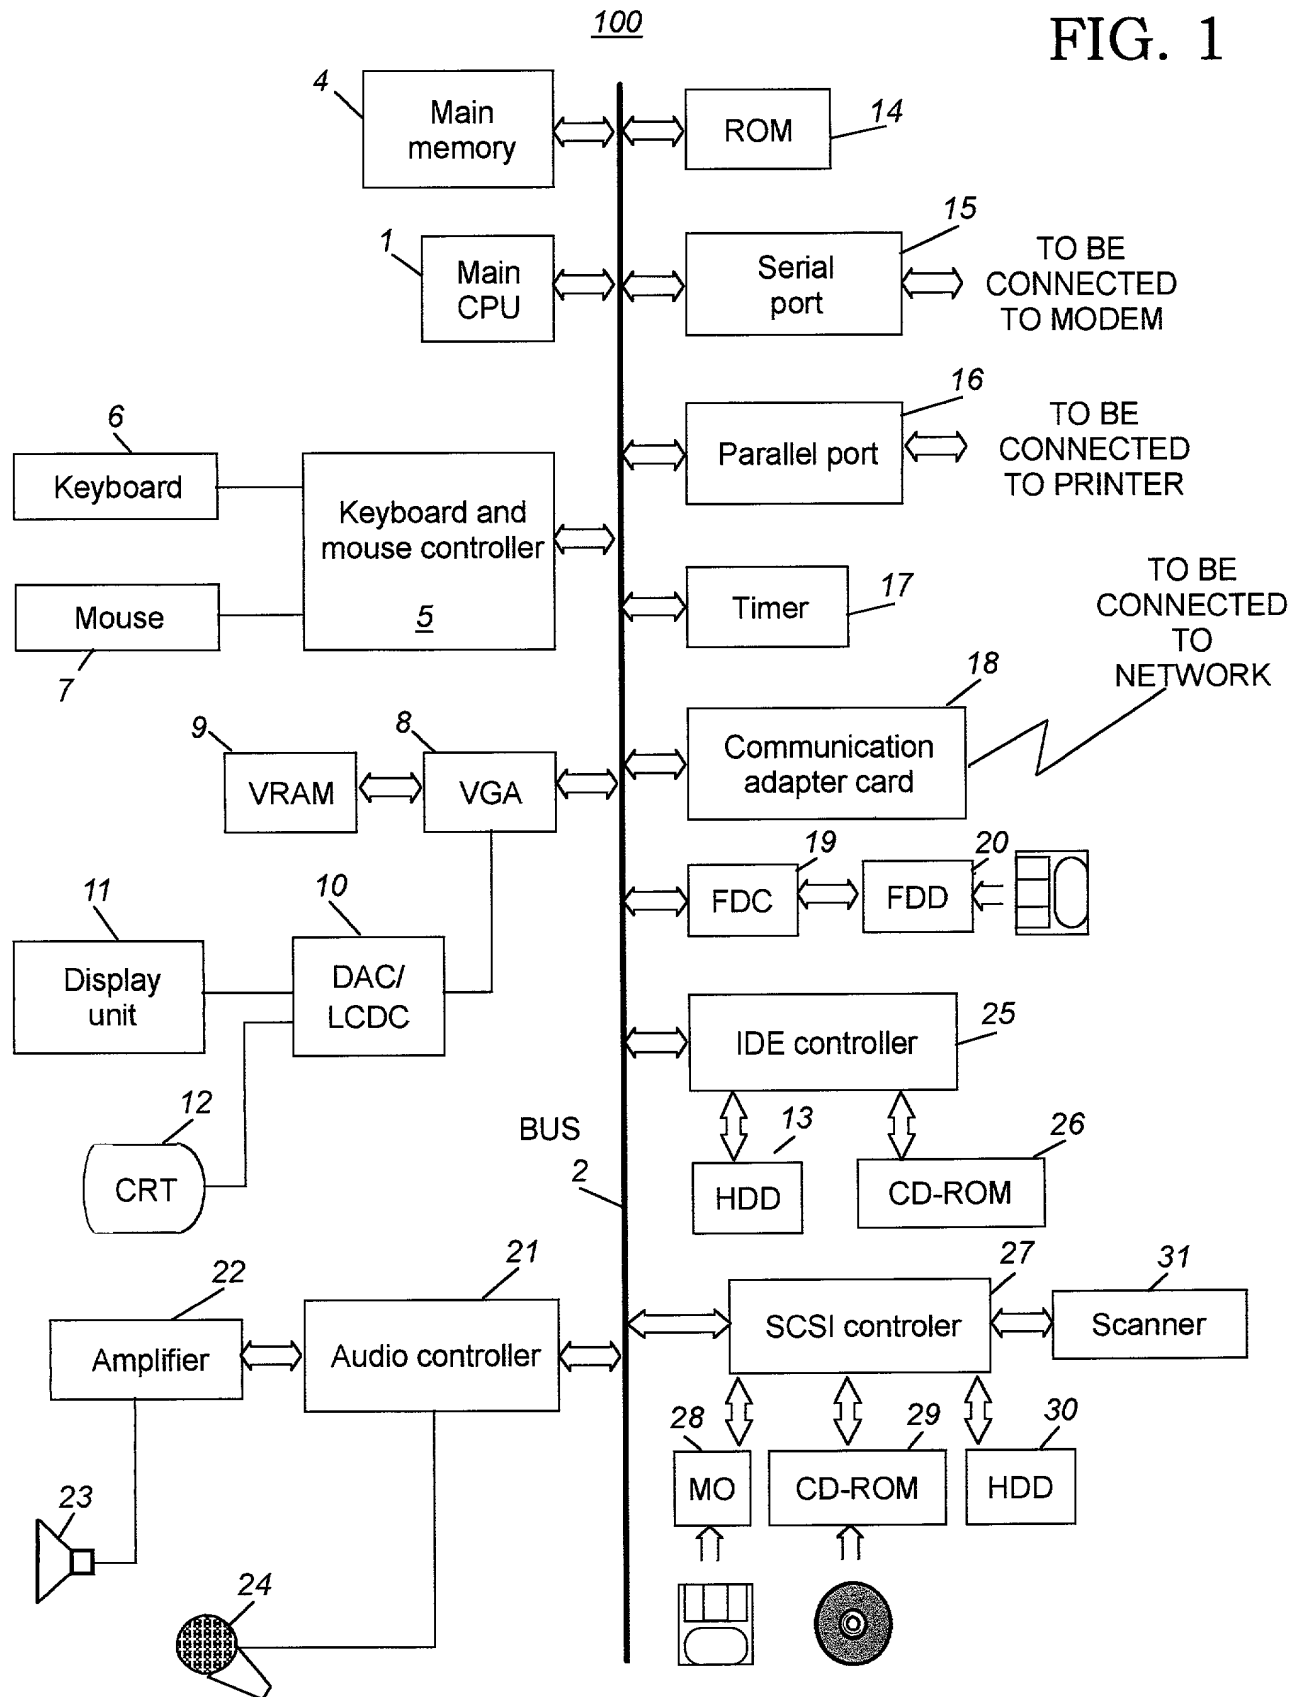 100
FIG. 1
4
Main
memory
ROM
14
1
Main
CPU
15
Serial
port
TO BE
CONNECTED
TO MODEM
16
Parallel port
TO BE
CONNECTED
TO PRINTER
6
Keyboard
Keyboard and
mouse controller
5
Mouse
7
Timer
17
TO BE
CONNECTED
TO
NETWORK
18
Communication
adapter card
9
VRAM
8
VGA
19
FDC
20
FDD
11
Display
unit
10
DAC/
LCDC
IDE controller
25
12
CRT
BUS
2
13
HDD
26
CD-ROM
22
Amplifier
21
Audio controller
27
SCSI controler
31
Scanner
28
MO
29
CD-ROM
30
HDD
23
24